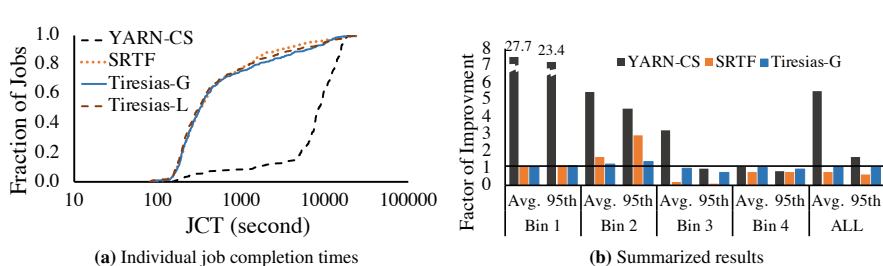 Fraction of Jobs
1.0
0.8
0.6
0.4
0.2
0.0
YARN-CS
SRTF
Tiresias-G
Tiresias-L
10 100 1000 10000 100000
JCT (second)
(a) Individual job completion times
Factor of Improvment
8
7
6
5
4
3
2
1
0
27.7
23.4
YARN-CS SRTF Tiresias-G
Avg. 95th Avg. 95th Avg. 95th Avg. 95th Avg. 95th
Bin 1 Bin 2 Bin 3 Bin 4 ALL
(b) Summarized results